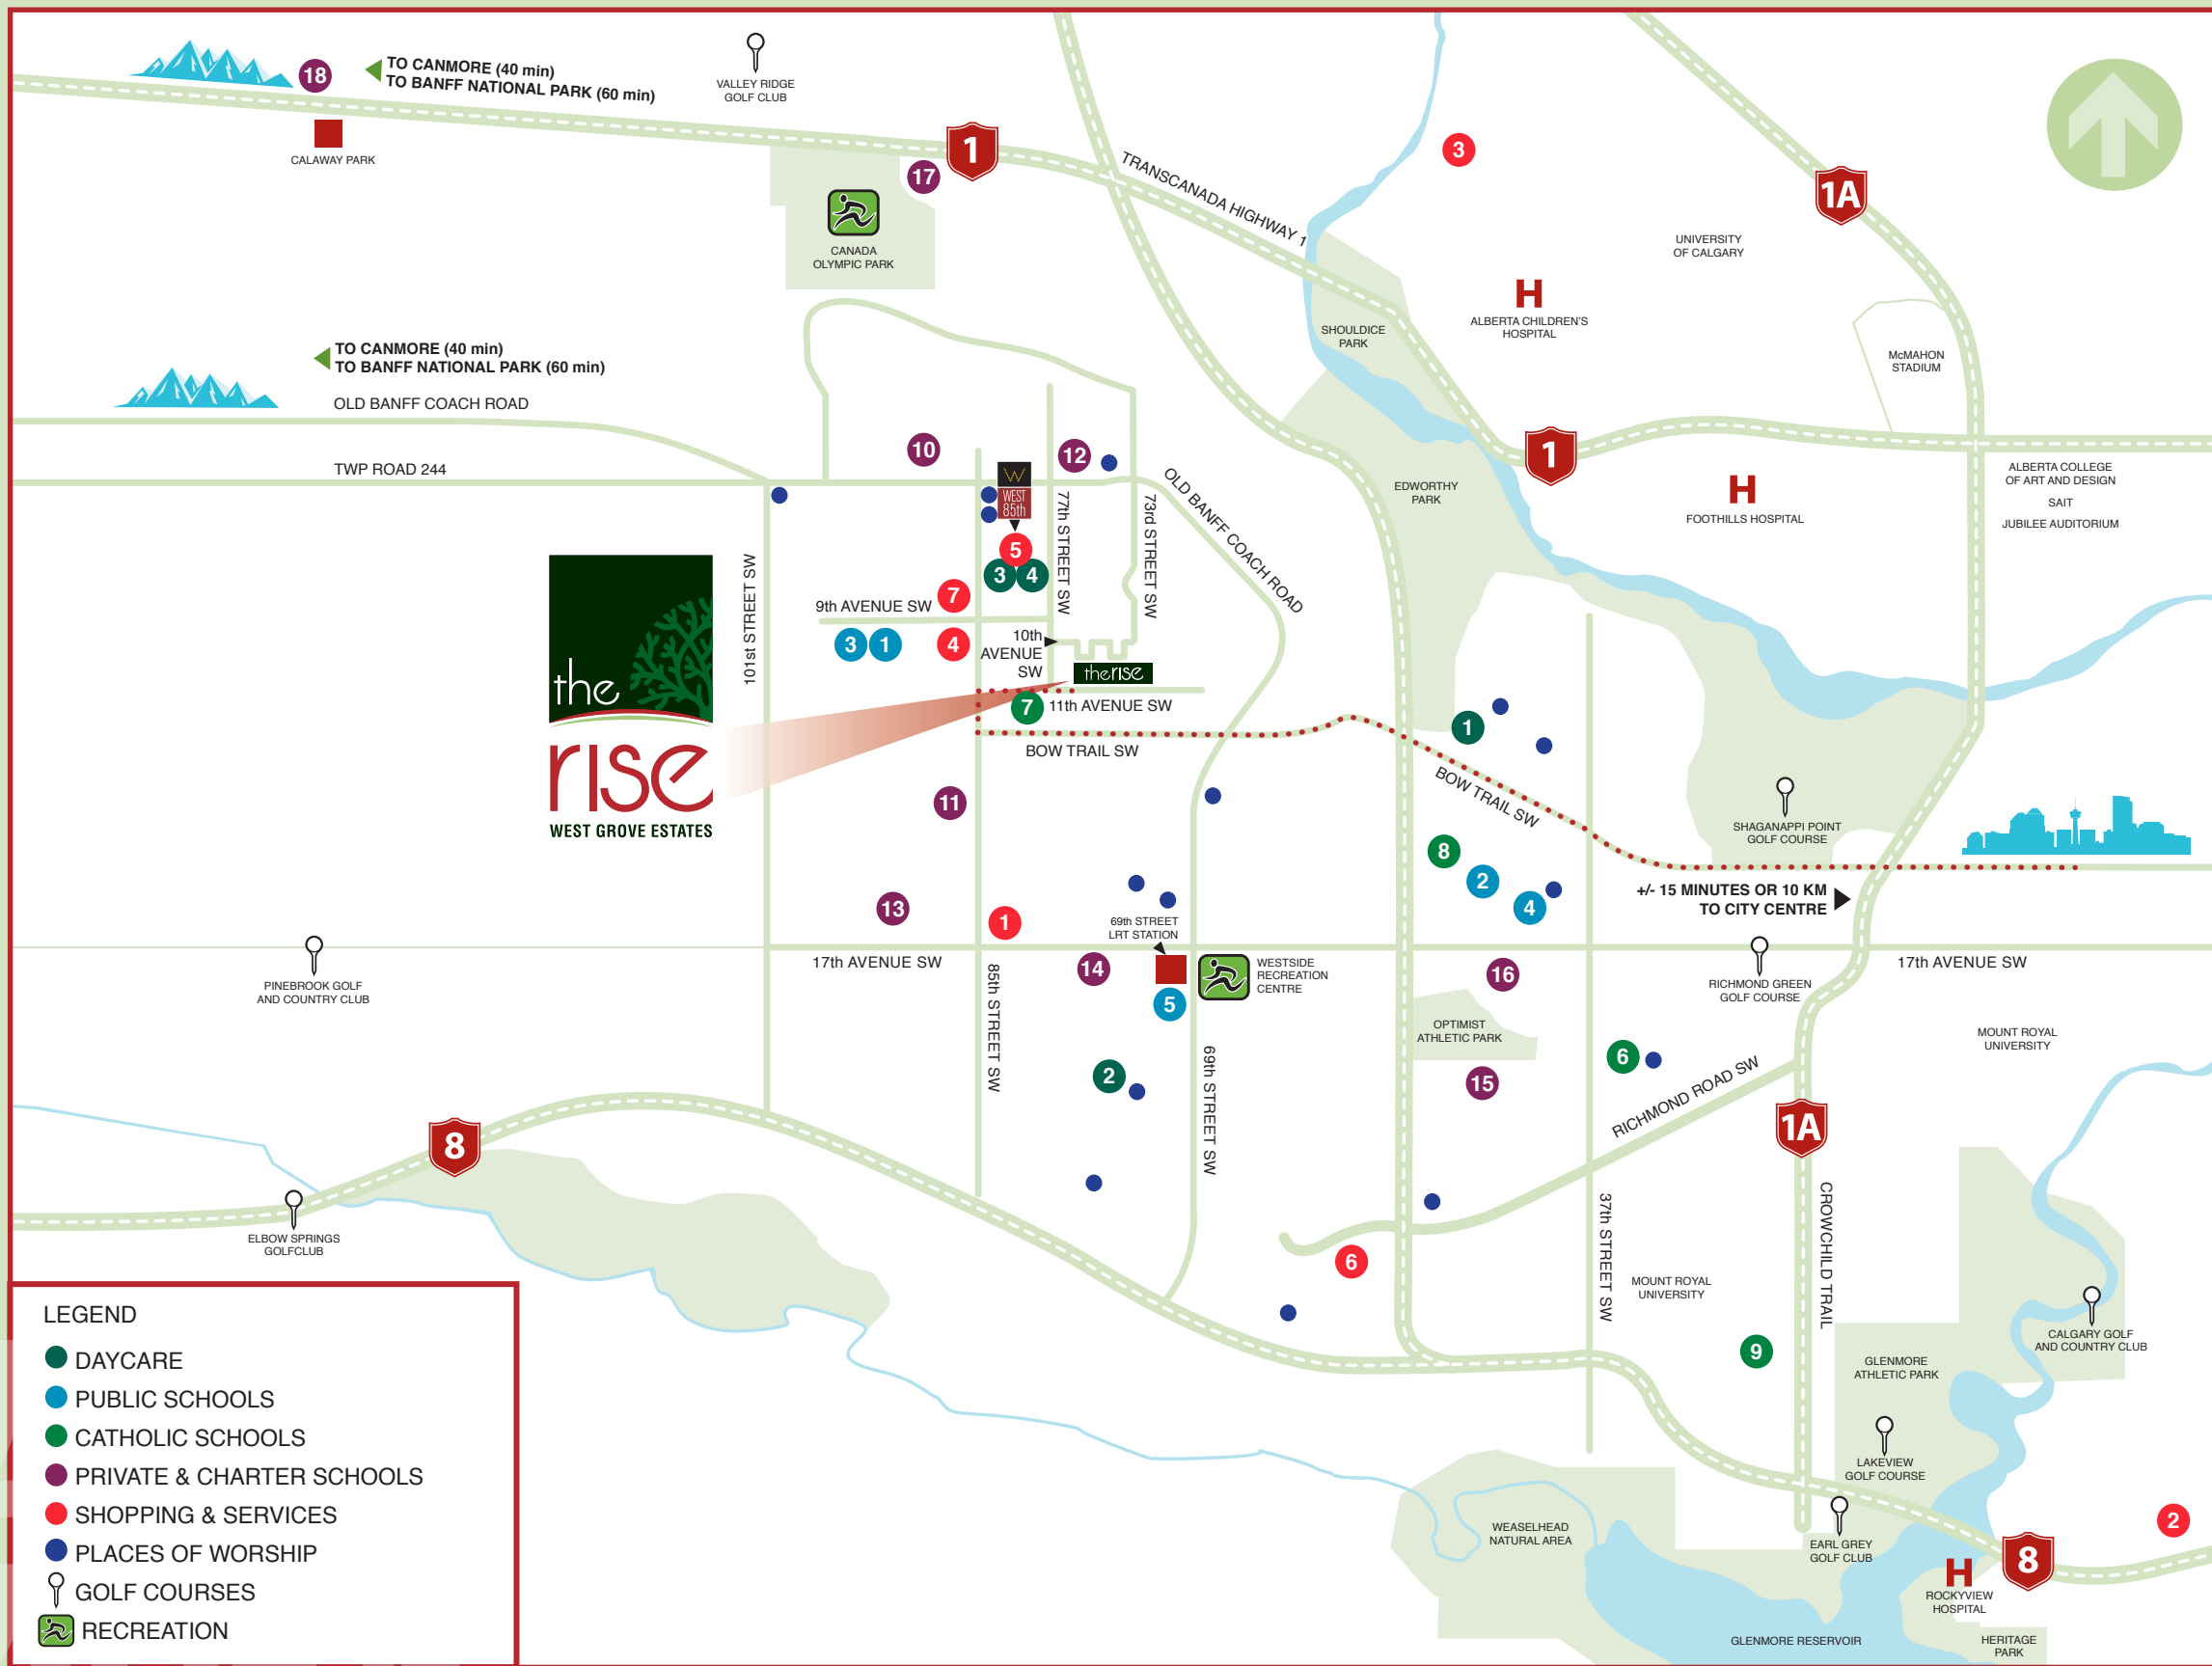 18
TO CANMORE (40 min)
TO BANFF NATIONAL PARK (60 min)
VALLEY RIDGE
GOLF CLUB
CALAWAY PARK
1
17
TRANSCANADA HIGHWAY 1
3
1A
CANADA
OLYMPIC PARK
UNIVERSITY
OF CALGARY
H
ALBERTA CHILDREN'S
HOSPITAL
SHOULDICE
PARK
McMAHON
STADIUM
TO CANMORE (40 min)
TO BANFF NATIONAL PARK (60 min)
OLD BANFF COACH ROAD
TWP ROAD 244
10
12
W
WEST
85th
77th STREET SW
73rd STREET SW
OLD BANFF COACH ROAD
EDWORTHY
PARK
1
H
FOOTHILLS HOSPITAL
ALBERTA COLLEGE
OF ART AND DESIGN
SAIT
JUBILEE AUDITORIUM
5
3
4
7
9th AVENUE SW
3
1
4
10th
AVENUE
SW
101st STREET SW
the
rise
WEST GROVE ESTATES
therise
7
11th AVENUE SW
BOW TRAIL SW
1
BOW TRAIL SW
11
SHAGANAPPI POINT
GOLF COURSE
8
2
4
+/- 15 MINUTES OR 10 KM
TO CITY CENTRE
13
1
69th STREET
LRT STATION
17th AVENUE SW
14
5
WESTSIDE
RECREATION
CENTRE
16
RICHMOND GREEN
GOLF COURSE
17th AVENUE SW
PINEBROOK GOLF
AND COUNTRY CLUB
85th STREET SW
OPTIMIST
ATHLETIC PARK
MOUNT ROYAL
UNIVERSITY
2
69th STREET SW
15
6
RICHMOND ROAD SW
1A
8
ELBOW SPRINGS
GOLFCLUB
6
37th STREET SW
MOUNT ROYAL
UNIVERSITY
CROWCHILD TRAIL
9
GLENMORE
ATHLETIC PARK
CALGARY GOLF
AND COUNTRY CLUB
LAKEVIEW
GOLF COURSE
WEASELHEAD
NATURAL AREA
EARL GREY
GOLF CLUB
2
8
H
ROCKYVIEW
HOSPITAL
GLENMORE RESERVOIR
HERITAGE
PARK
LEGEND
DAYCARE
PUBLIC SCHOOLS
CATHOLIC SCHOOLS
PRIVATE & CHARTER SCHOOLS
SHOPPING & SERVICES
PLACES OF WORSHIP
GOLF COURSES
RECREATION